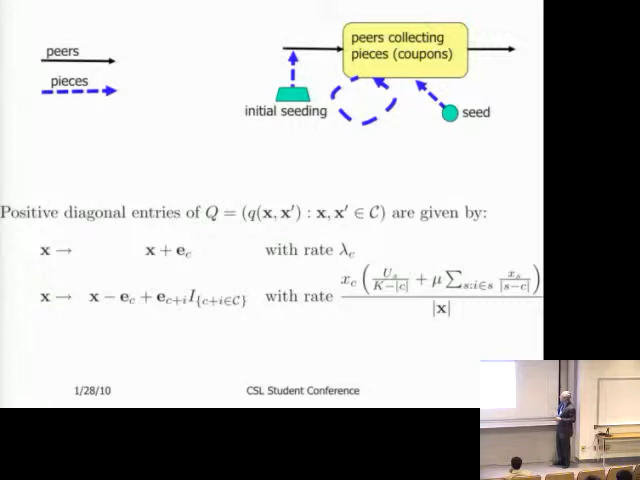 peers
pieces
peers collecting
pieces (coupons)
initial seeding
seed
Positive diagonal entries of Q = (q(x, x′) : x, x′ ∈ 𝒞) are given by:
x → x + e_c with rate λ_c
x → x − e_c + e_{c+i} I_{{c+i∈𝒞}} with rate x_c ( U_s / (K−|c|) + μ ∑_{s:i∈s} x_s / |s−c| ) / |x|
1/28/10 CSL Student Conference